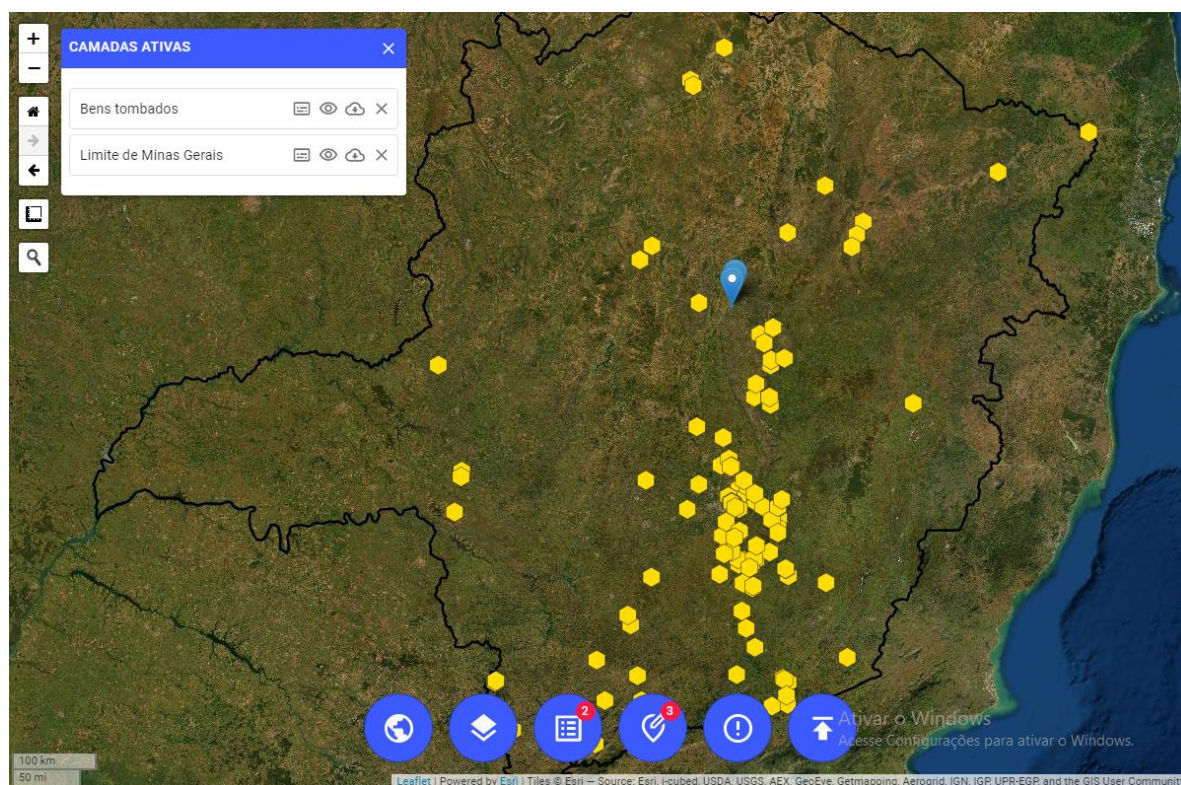 +
CAMADAS ATIVAS
−
Bens tombados
Limite de Minas Gerais
2
3
Ativar o Windows
Acesse Configurações para ativar o Windows.
100 km
50 mi
Leaflet | Powered by Esri | Tiles © Esri — Source: Esri, i-cubed, USDA, USGS, AEX, GeoEye, Getmapping, Aerogrid, IGN, IGP, UPR-EGP, and the GIS User Community